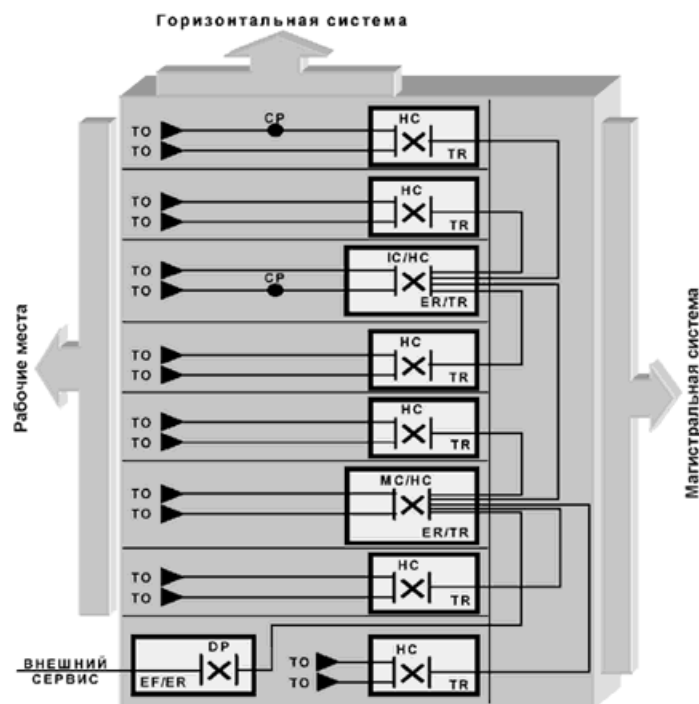 Горизонтальная система
CP
HC
TO
TO
TR
HC
TO
TO
TR
IC/HC
TO
CP
TO
ER/TR
HC
TO
TO
TR
HC
TO
TO
TR
MC/HC
TO
TO
ER/TR
HC
TO
TO
TR
DP
HC
ВНЕШНИЙ
СЕРВИС
EF/ER
TO
TO
TR
Рабочие места
Магистральная система